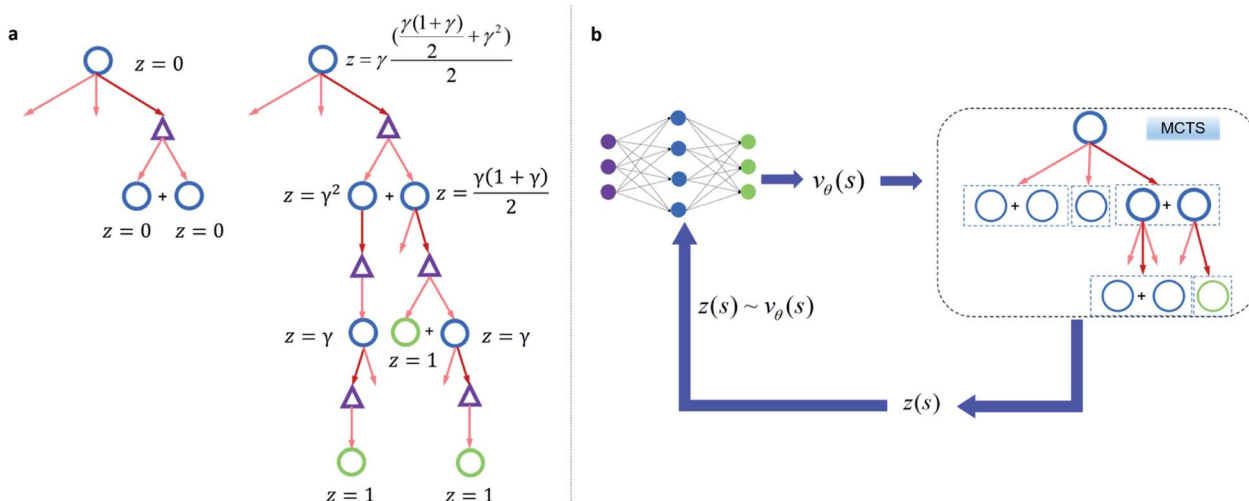 a
z = 0
+
z = 0 z = 0
z = γ ((γ(1 + γ)/2 + γ²)/2)
z = γ² + z = γ(1 + γ)/2
z = γ + z = γ
z = 1
z = 1 z = 1
b
v_θ(s)
MCTS
+ +
+
z(s) ~ v_θ(s)
z(s)